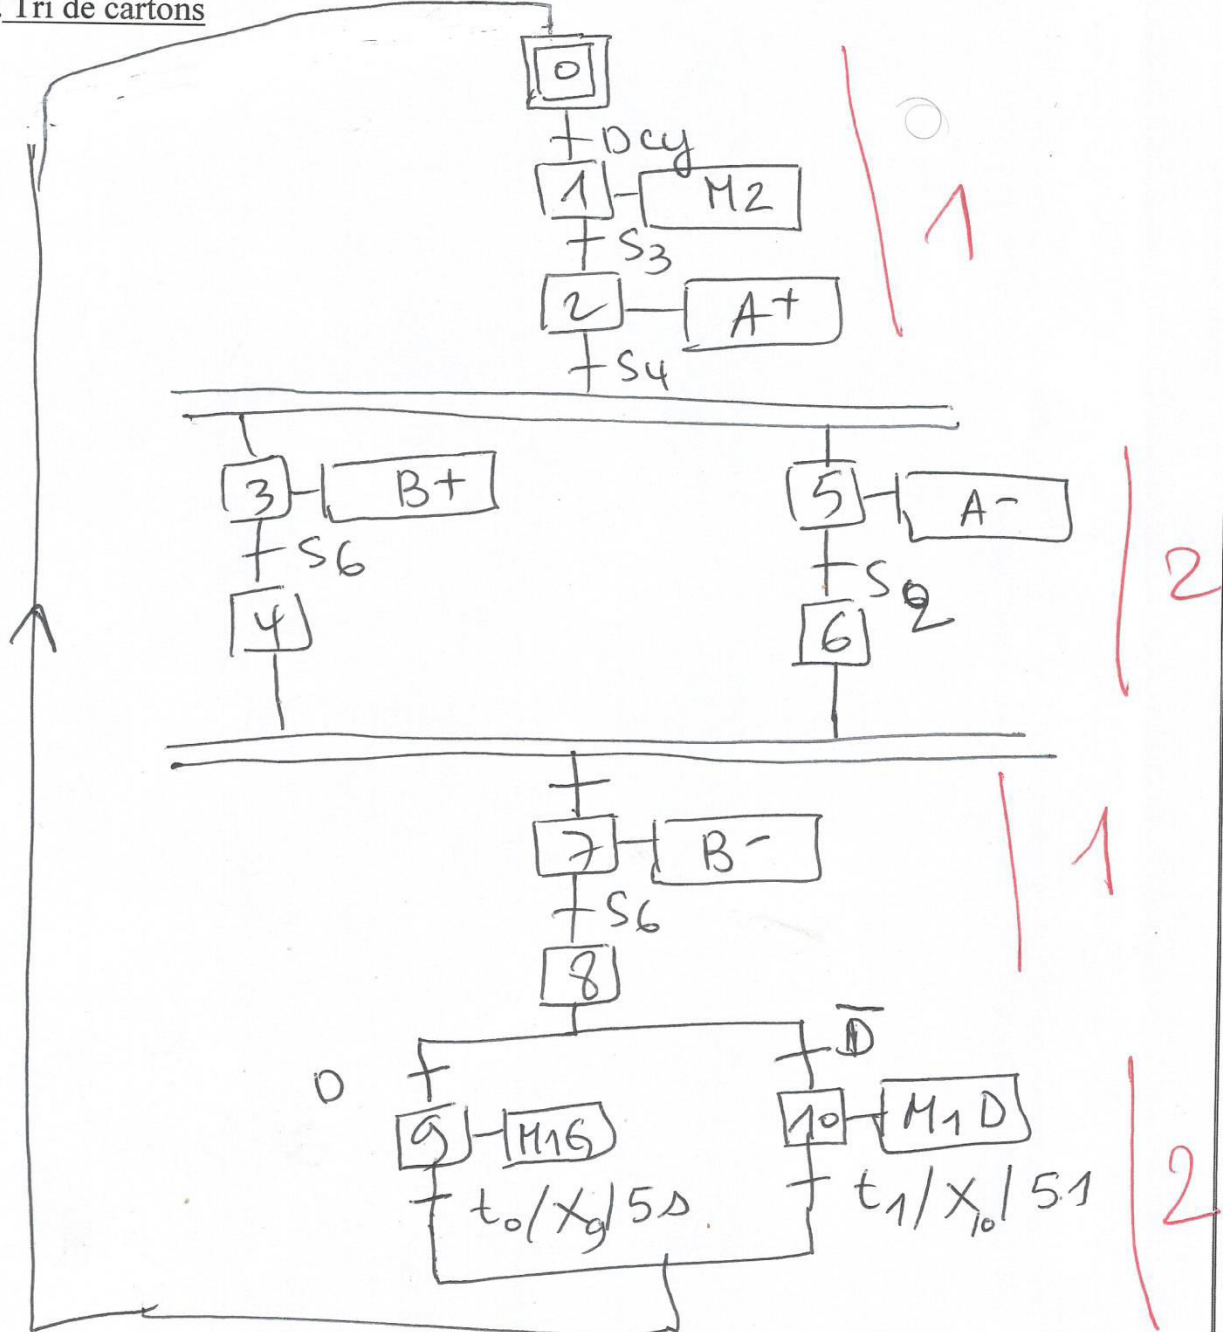 . Tri de cartons
0
Dcy
1 M2
1
S3
2 A+
S4
3 B+ 5 A-
2
S6 S2
4 6
7 B-
1
S6
8
D D̅
9 M1G 10 M1D
t0/X9/5s. t1/X10/5s
2